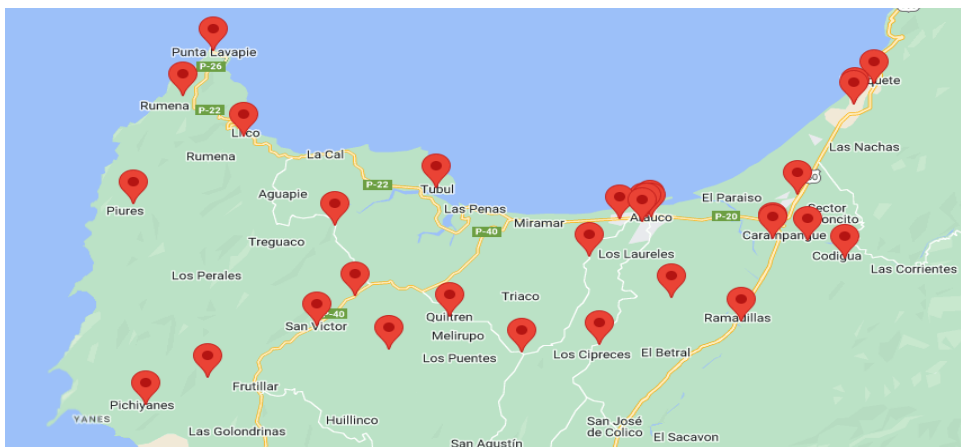 Punta Lavapie
P-26
Rumena
P-22
Llico
Rumena
La Cal
P-22
Tubul
Aguapie
Piures
Las Penas
Miramar
P-40
Treguaco
Los Perales
P-40
San Victor
Quiltren
Triaco
Melirupo
Los Puentes
Los Laureles
Arauco
El Paraiso
P-20
Las Nachas
Sector
Carampangue
Codigua
Las Corrientes
Ramadillas
Los Cipreces
El Betral
Frutillar
Pichiyanes
YANES
Huillinco
Las Golondrinas
San Agustín
San José
de Colico
El Sacavon